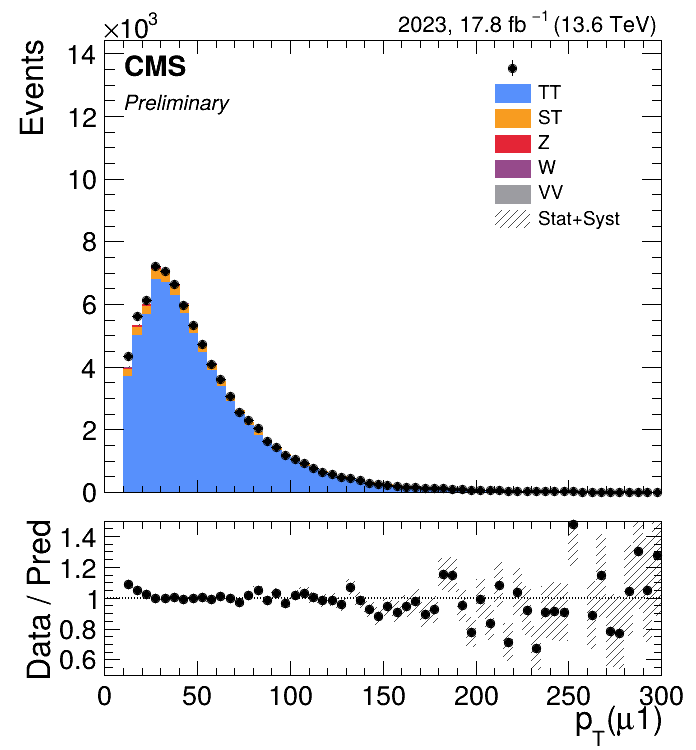 ×10³
2023, 17.8 fb⁻¹ (13.6 TeV)
Events
14
12
10
8
6
4
2
0
CMS
Preliminary
TT
ST
Z
W
VV
Stat+Syst
Data / Pred
1.4
1.2
1
0.8
0.6
0 50 100 150 200 250 300
p_T(μ1)